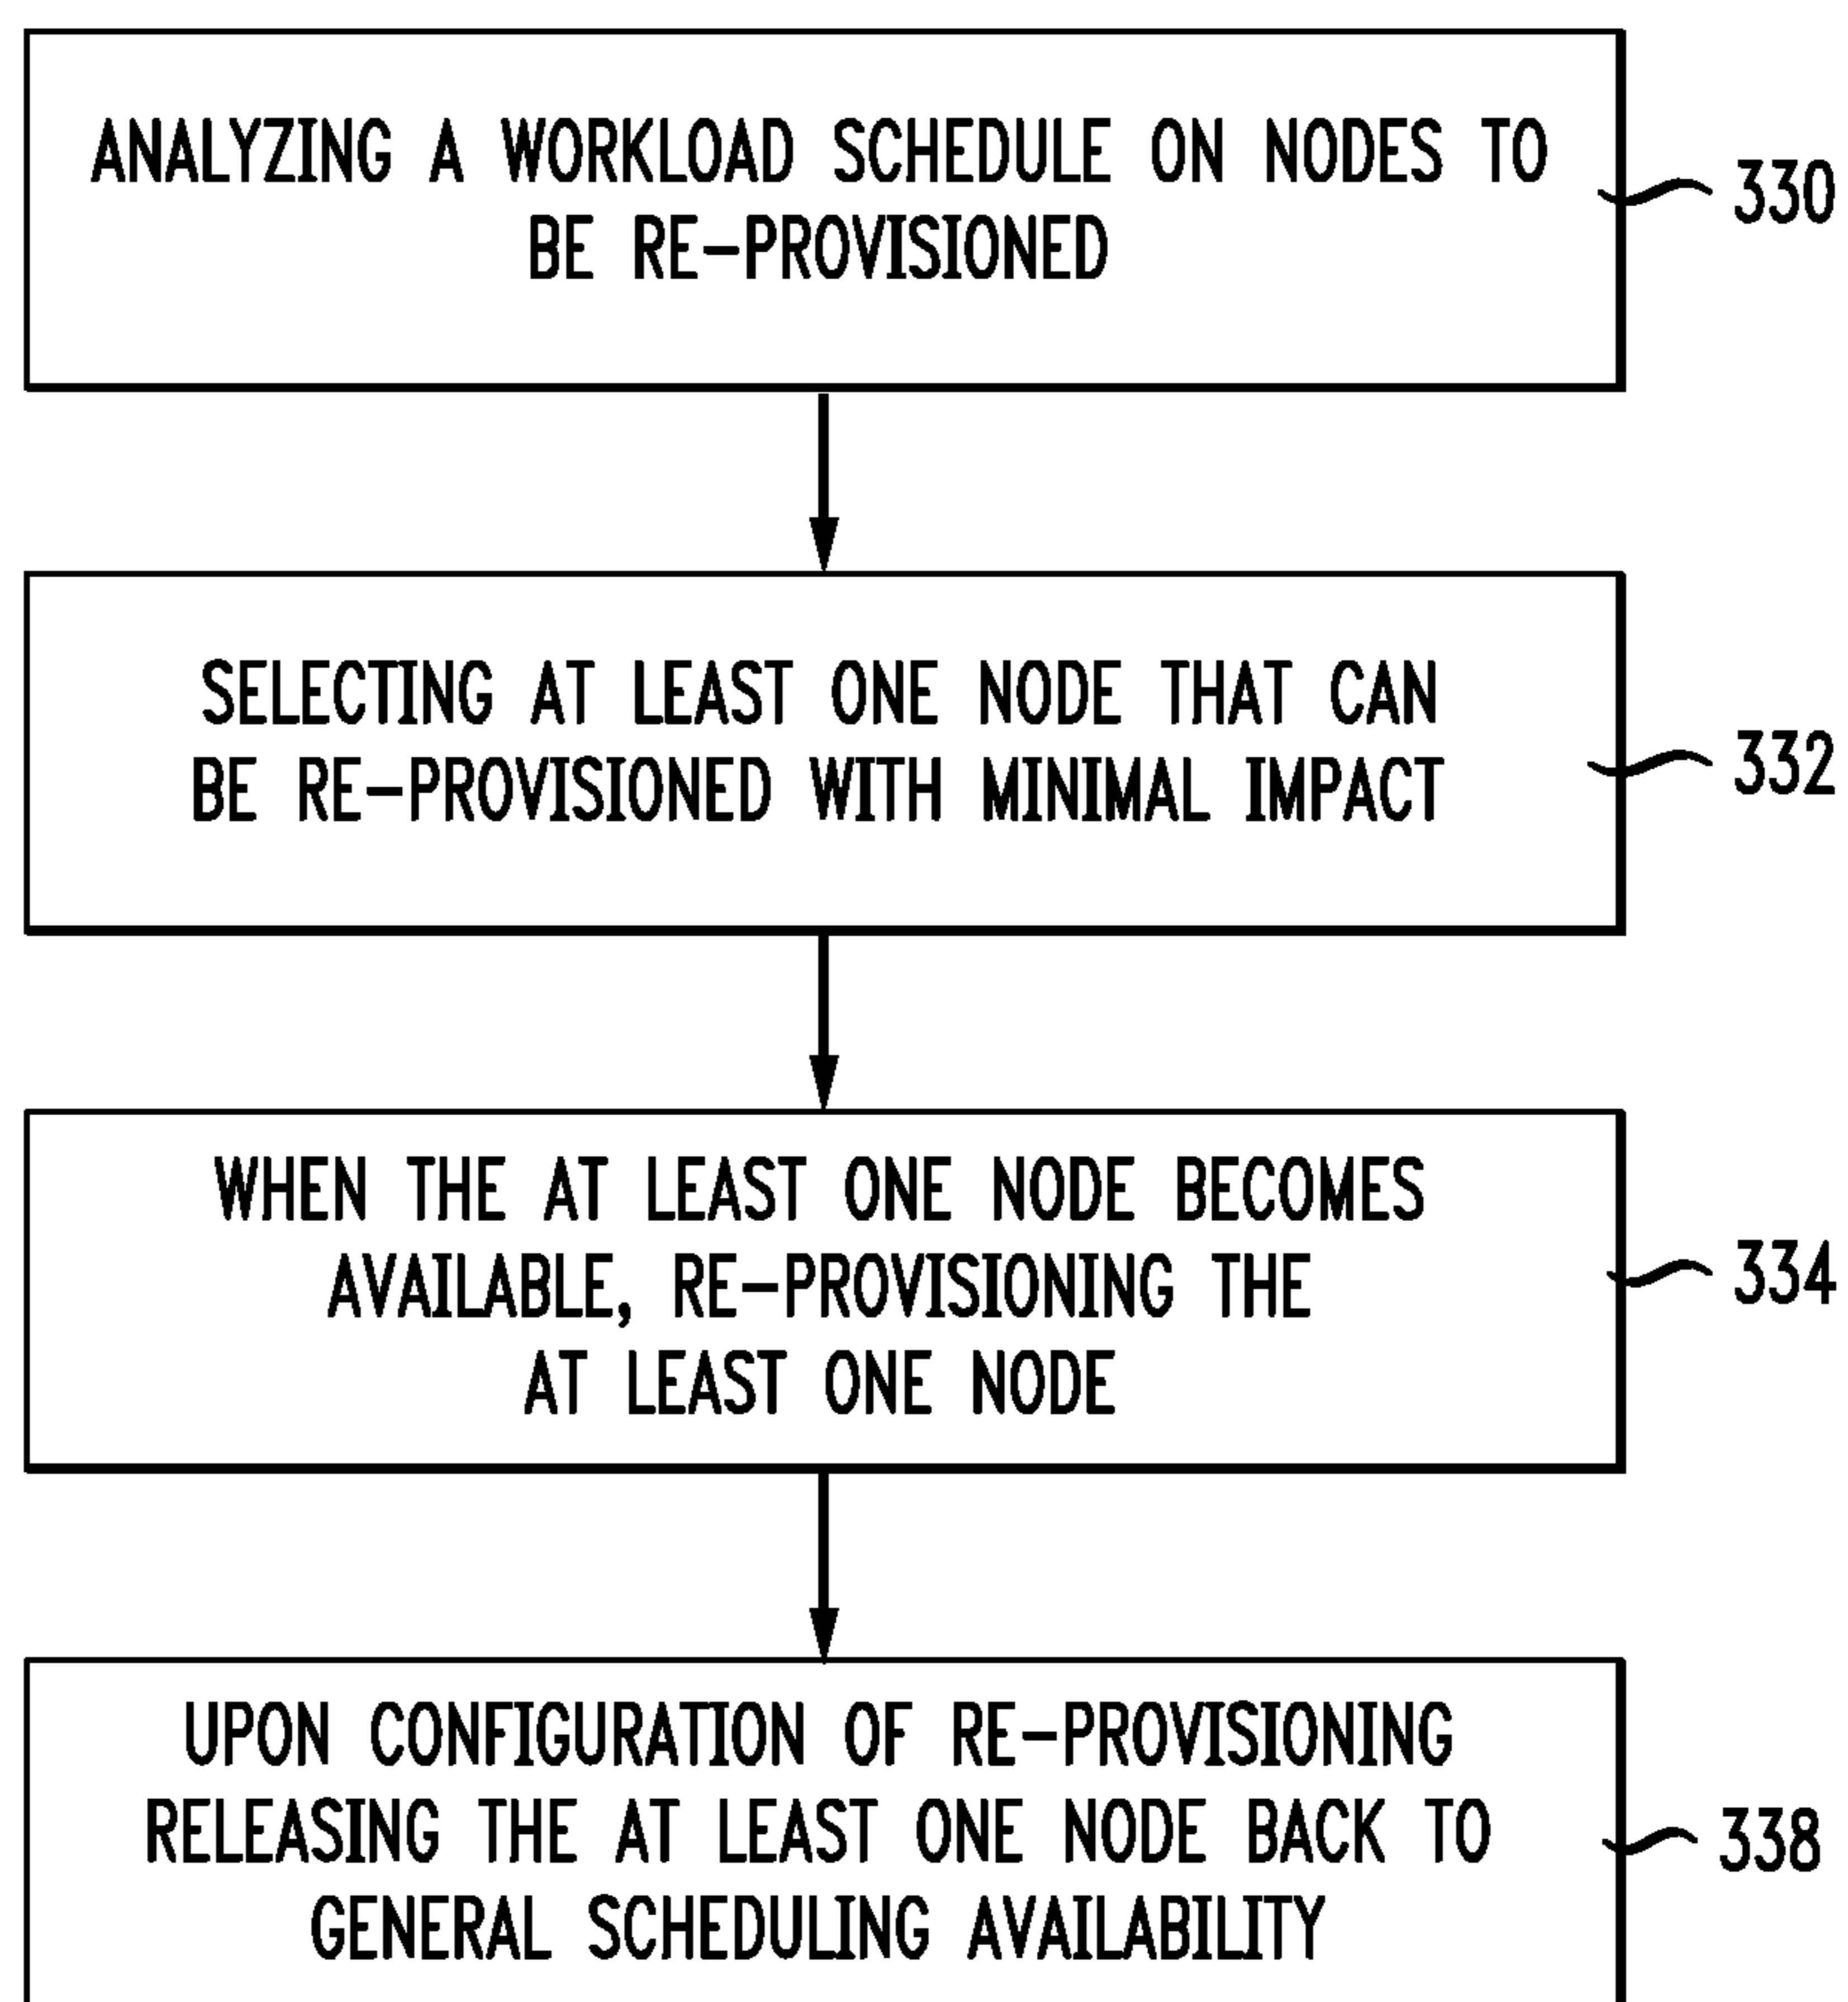 ANALYZING A WORKLOAD SCHEDULE ON NODES TO
BE RE-PROVISIONED
330
SELECTING AT LEAST ONE NODE THAT CAN
BE RE-PROVISIONED WITH MINIMAL IMPACT
332
WHEN THE AT LEAST ONE NODE BECOMES
AVAILABLE, RE-PROVISIONING THE
AT LEAST ONE NODE
334
UPON CONFIGURATION OF RE-PROVISIONING
RELEASING THE AT LEAST ONE NODE BACK TO
GENERAL SCHEDULING AVAILABILITY
338